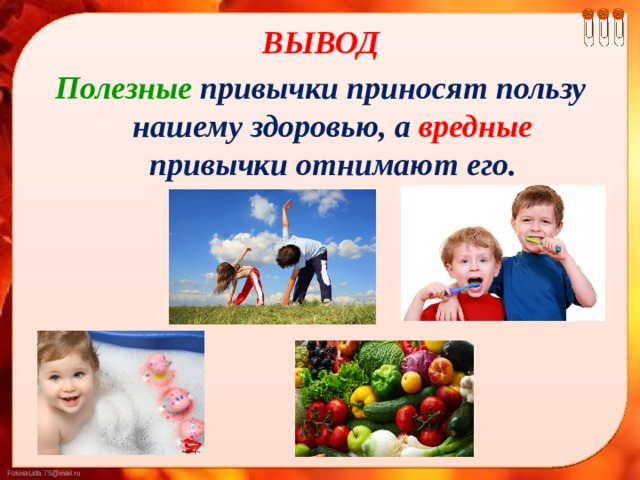 ВЫВОД
Полезные привычки приносят пользу
нашему здоровью, а вредные
привычки отнимают его.
FokinaLida.75@mail.ru